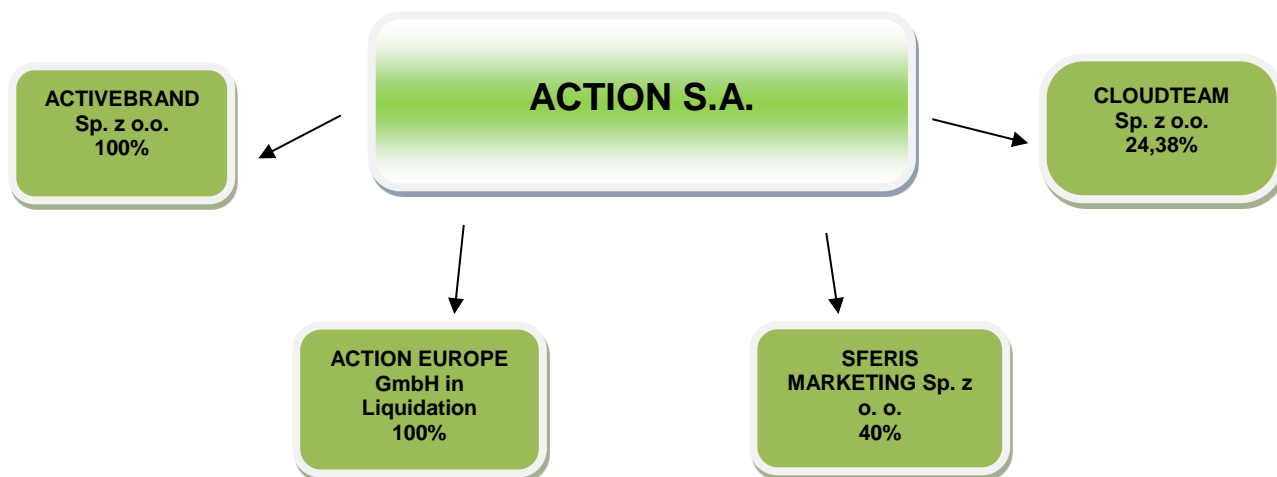 ACTION S.A.
ACTIVEBRAND
Sp. z o.o.
100%
CLOUDTEAM
Sp. z o.o.
24,38%
ACTION EUROPE
GmbH in
Liquidation
100%
SFERIS
MARKETING Sp. z
o. o.
40%